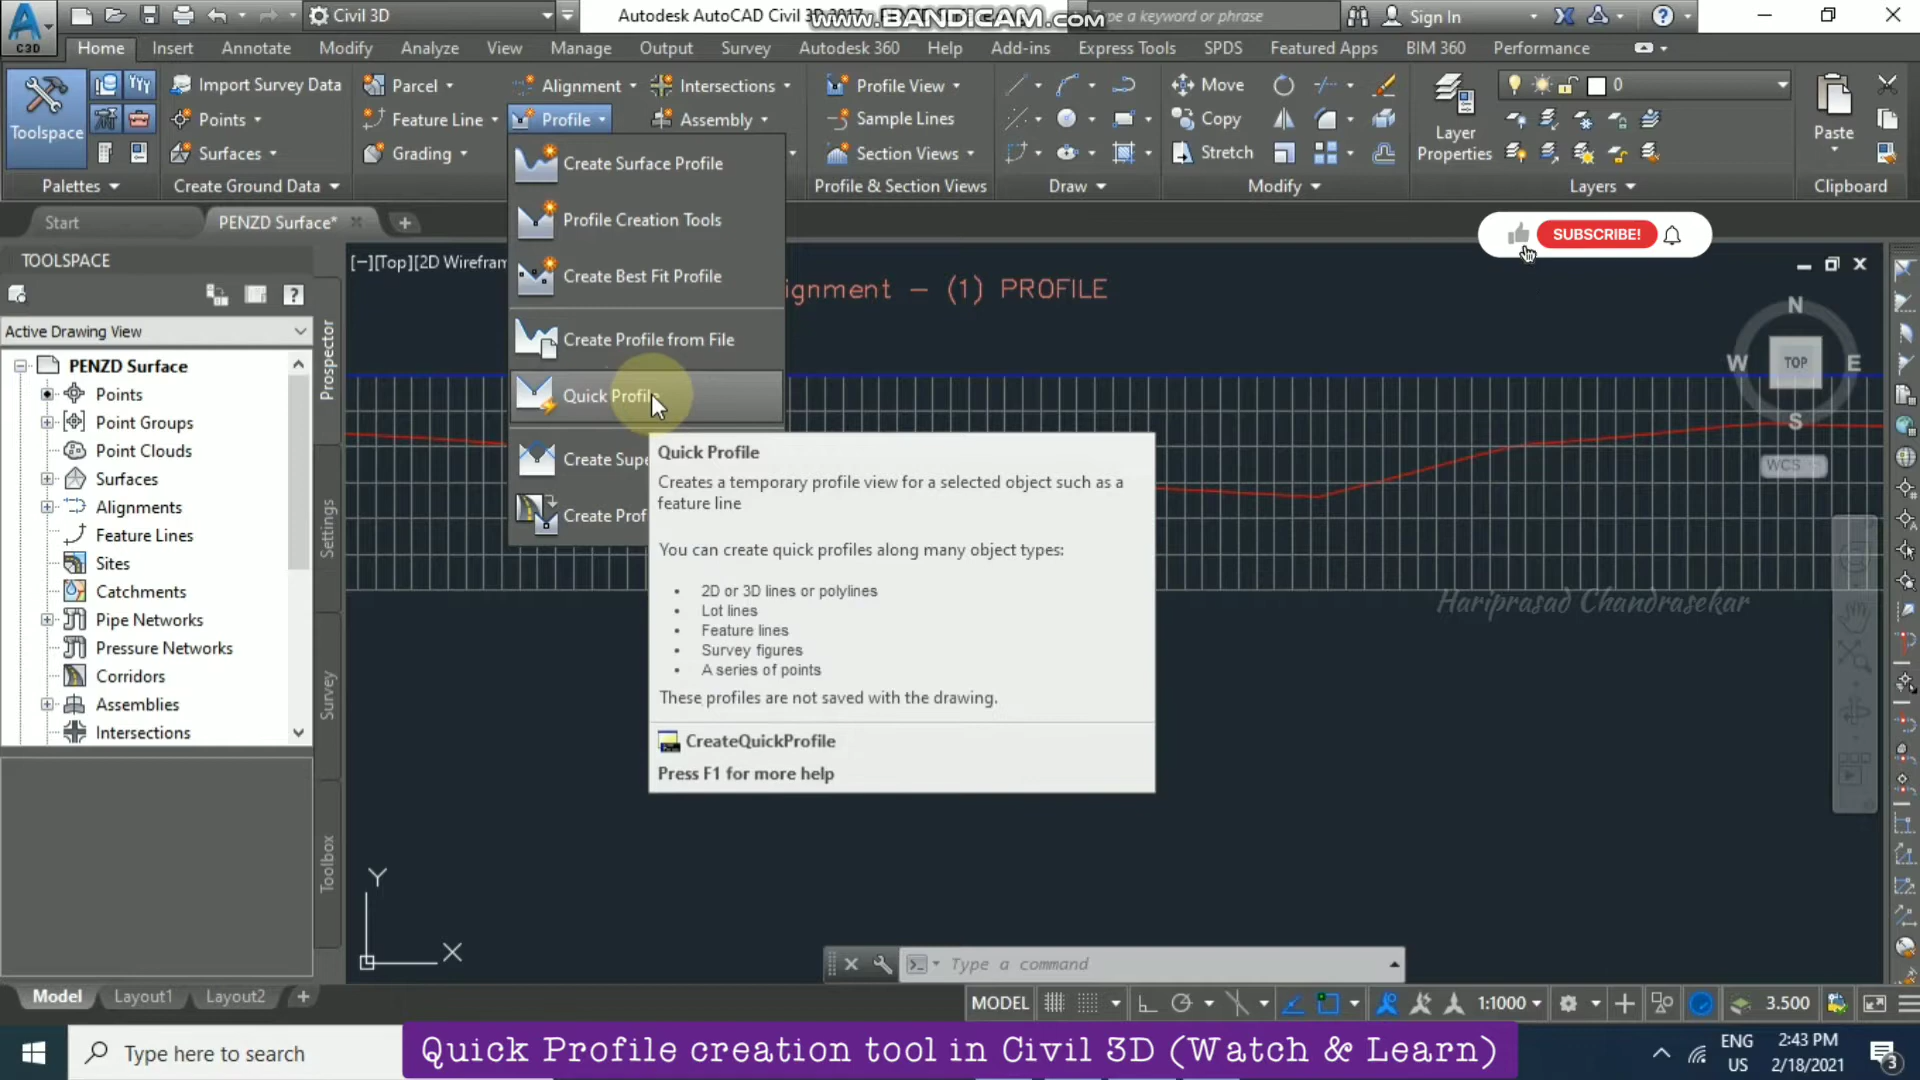 Civil 3D
Autodesk AutoCAD Civil 3D 2017
www.BANDICAM.com
Type a keyword or phrase
Sign In
C3D
Home Insert Annotate Modify Analyze View Manage Output Survey Autodesk 360 Help Add-ins Express Tools SPDS Featured Apps BIM 360 Performance
Toolspace
Import Survey Data
Points
Surfaces
Parcel
Feature Line
Grading
Alignment
Profile
Intersections
Assembly
Profile View
Sample Lines
Section Views
Move
Copy
Stretch
Layer
Properties
0
Paste
Palettes
Create Ground Data
Profile & Section Views
Draw
Modify
Layers
Clipboard
Start
PENZD Surface*
Create Surface Profile
Profile Creation Tools
Create Best Fit Profile
Create Profile from File
Quick Profile
Create Supe
Create Prof
SUBSCRIBE!
TOOLSPACE
Active Drawing View
PENZD Surface
Points
Point Groups
Point Clouds
Surfaces
Alignments
Feature Lines
Sites
Catchments
Pipe Networks
Pressure Networks
Corridors
Assemblies
Intersections
Prospector
Settings
Survey
Toolbox
[−][Top][2D Wirefram
ignment – (1) PROFILE
N
W TOP E
S
WCS
Quick Profile
Creates a temporary profile view for a selected object such as a
feature line
You can create quick profiles along many object types:
• 2D or 3D lines or polylines
• Lot lines
• Feature lines
• Survey figures
• A series of points
These profiles are not saved with the drawing.
CreateQuickProfile
Press F1 for more help
Hariprasad Chandrasekar
Y
X
Type a command
Model Layout1 Layout2
MODEL
1:1000
3.500
Type here to search
Quick Profile creation tool in Civil 3D (Watch & Learn)
ENG
US
2:43 PM
2/18/2021
3